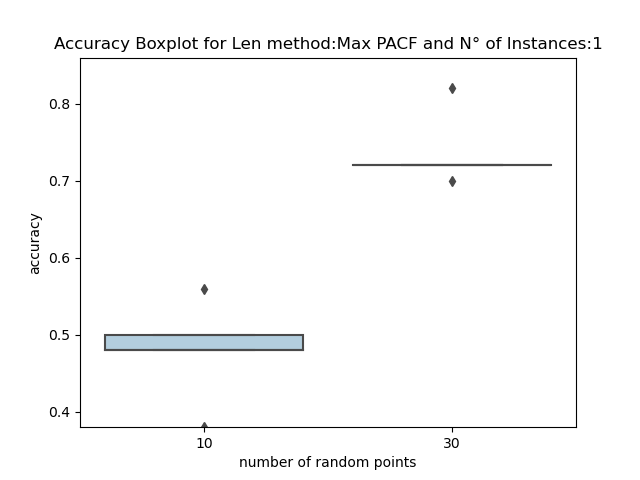 Accuracy Boxplot for Len method:Max PACF and N° of Instances:1
0.8
0.7
0.6
0.5
0.4
accuracy
10
30
number of random points